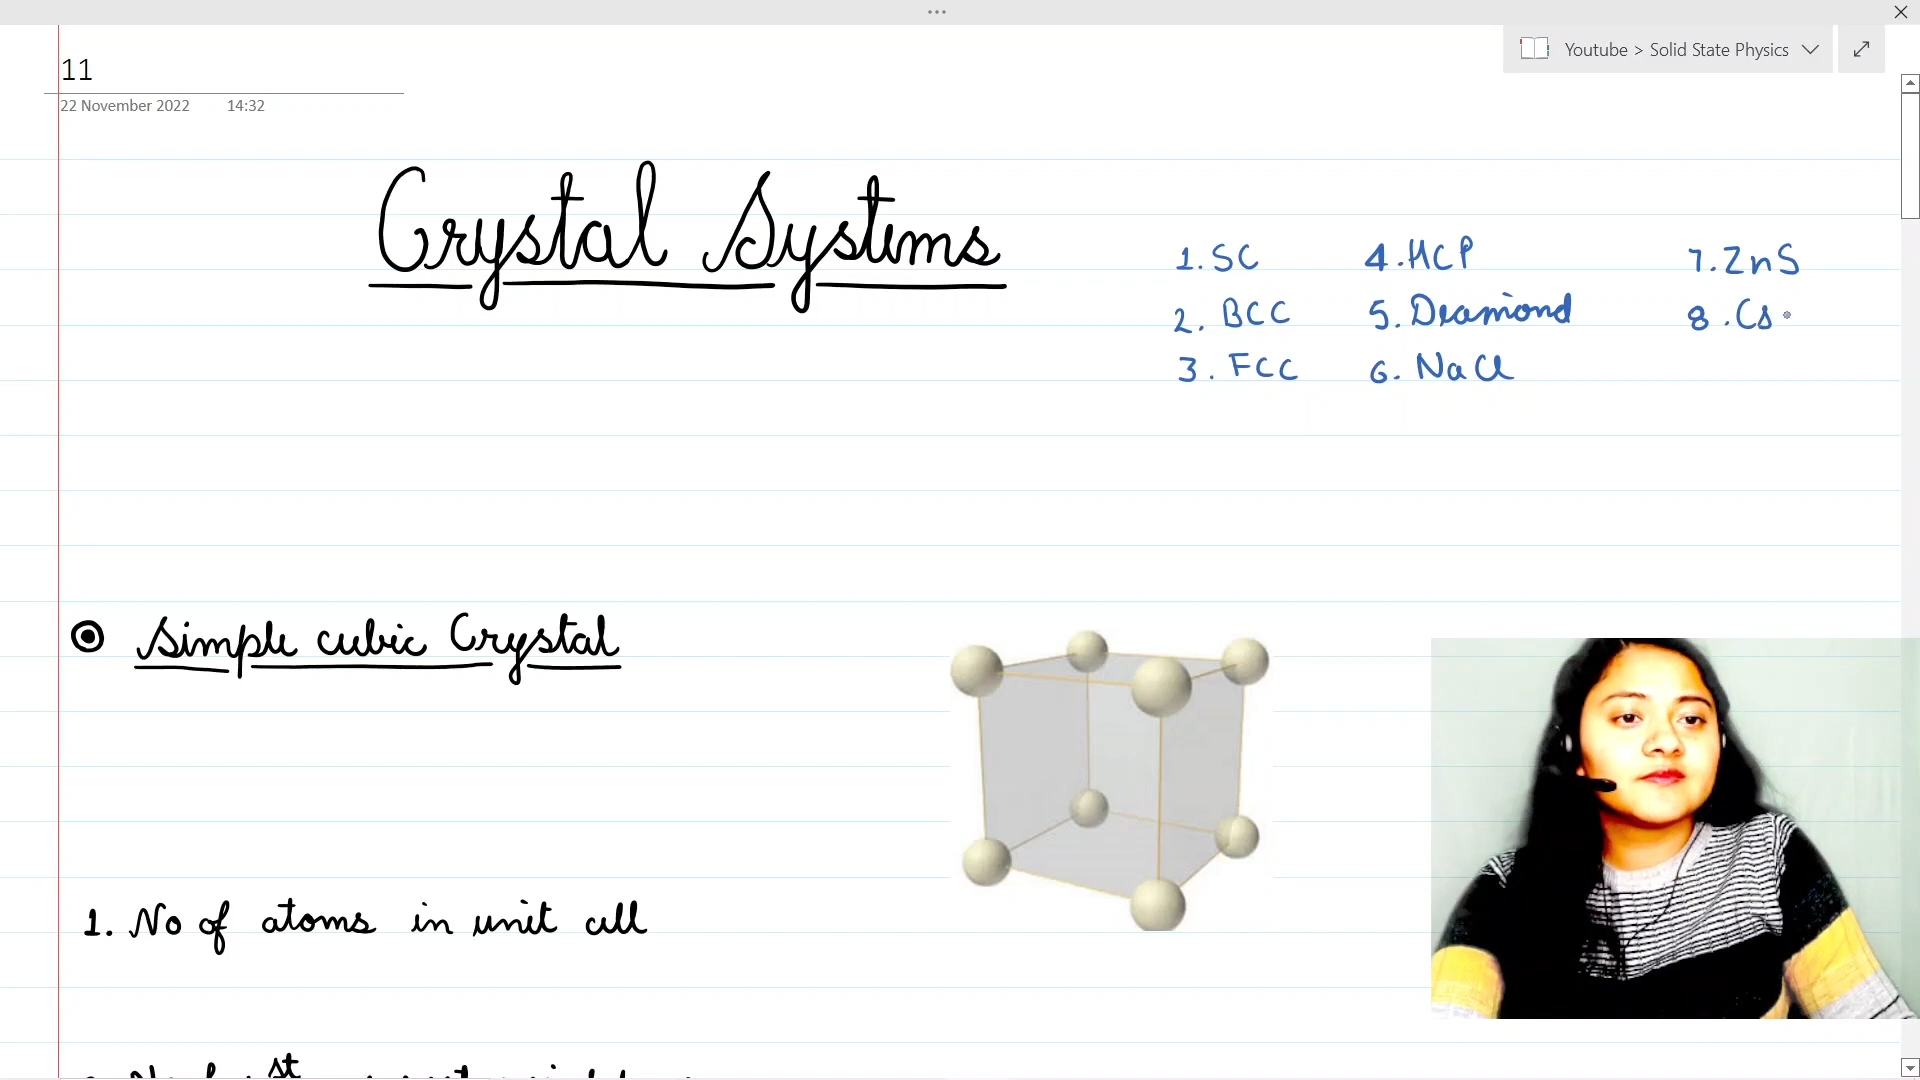 Youtube > Solid State Physics
11
22 November 2022 14:32
Crystal Systems
1. SC 4. HCP 7. ZnS
2. BCC 5. Deamiond 8. Cs
3. FCC 6. NaCl
Simple cubic Crystal
1. No of atoms in unit cell